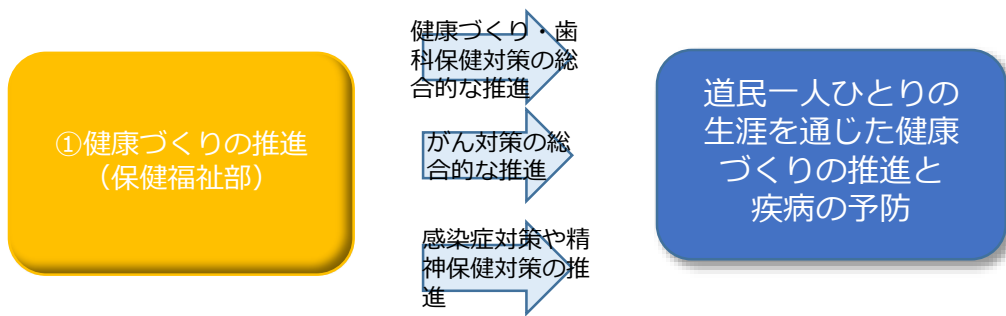 ①健康づくりの推進
（保健福祉部）
健康づくり・歯
科保健対策の総
合的な推進
がん対策の総
合的な推進
感染症対策や精
神保健対策の推
進
道民一人ひとりの
生涯を通じた健康
づくりの推進と
疾病の予防